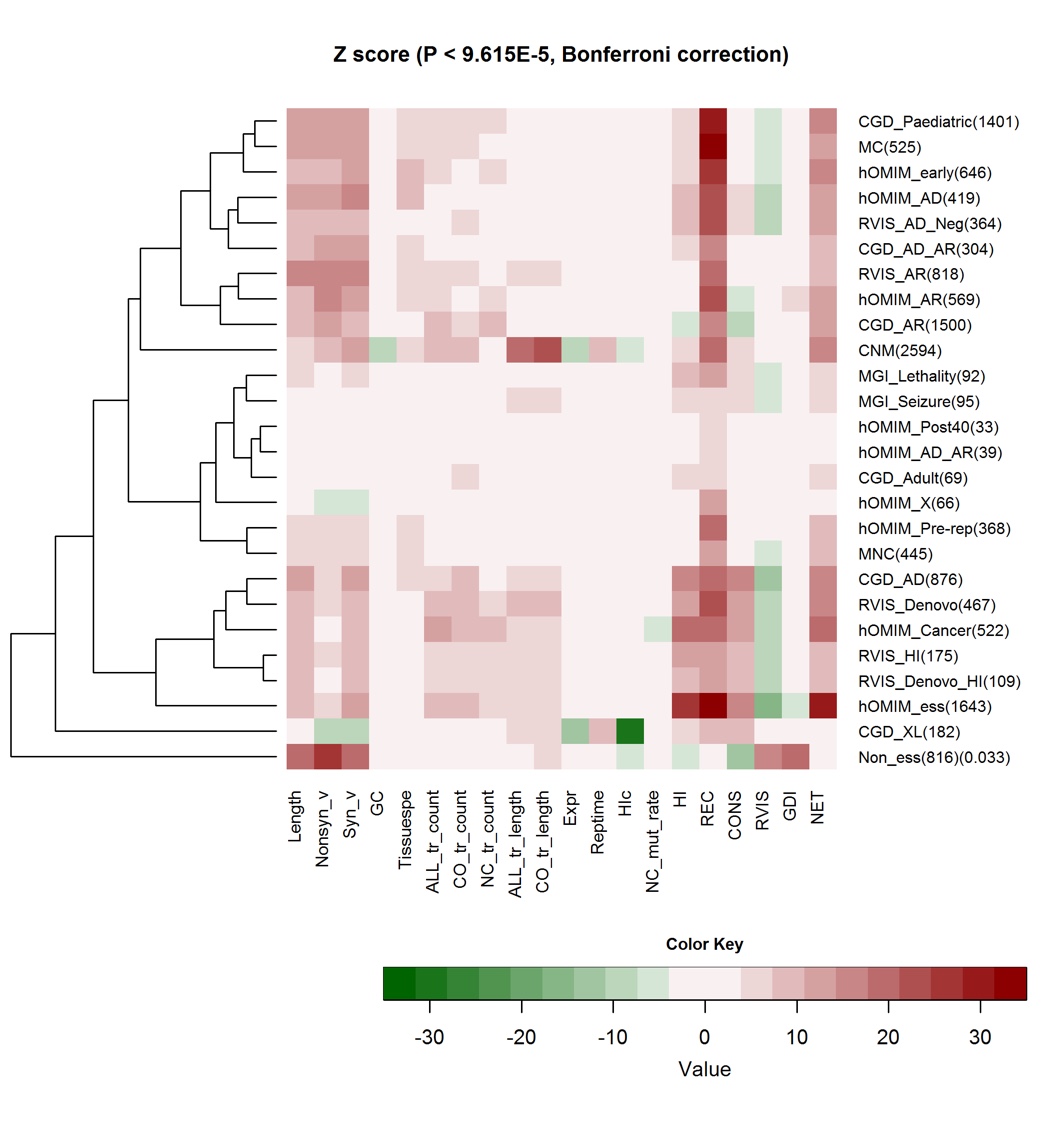 Z score (P < 9.615E-5, Bonferroni correction)
CGD_Paediatric(1401)
MC(525)
hOMIM_early(646)
hOMIM_AD(419)
RVIS_AD_Neg(364)
CGD_AD_AR(304)
RVIS_AR(818)
hOMIM_AR(569)
CGD_AR(1500)
CNM(2594)
MGI_Lethality(92)
MGI_Seizure(95)
hOMIM_Post40(33)
hOMIM_AD_AR(39)
CGD_Adult(69)
hOMIM_X(66)
hOMIM_Pre-rep(368)
MNC(445)
CGD_AD(876)
RVIS_Denovo(467)
hOMIM_Cancer(522)
RVIS_HI(175)
RVIS_Denovo_HI(109)
hOMIM_ess(1643)
CGD_XL(182)
Non_ess(816)(0.033)
Length
Nonsyn_v
Syn_v
GC
Tissuespe
ALL_tr_count
CO_tr_count
NC_tr_count
ALL_tr_length
CO_tr_length
Expr
Reptime
HIc
NC_mut_rate
HI
REC
CONS
RVIS
GDI
NET
Color Key
-30 -20 -10 0 10 20 30
Value